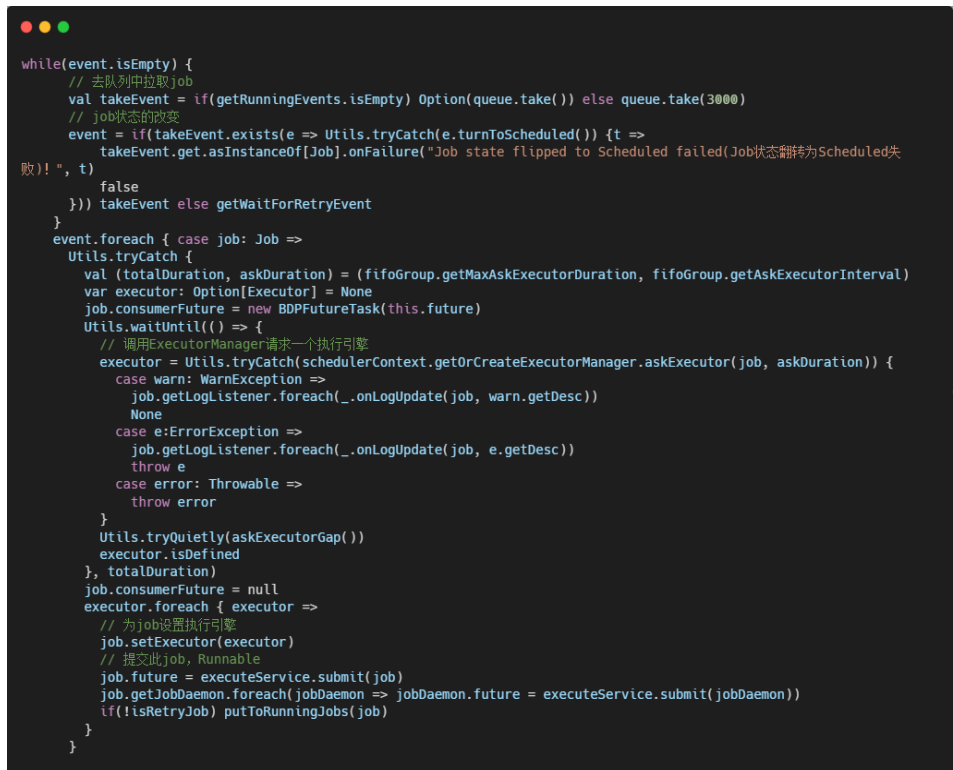 while(event.isEmpty) {
// 去队列中拉取job
val takeEvent = if(getRunningEvents.isEmpty) Option(queue.take()) else queue.take(3000)
// job状态的改变
event = if(takeEvent.exists(e => Utils.tryCatch(e.turnToScheduled()) {t =>
takeEvent.get.asInstanceOf[Job].onFailure("Job state flipped to Scheduled failed(Job状态翻转为Scheduled失
败)！", t)
false
})) takeEvent else getWaitForRetryEvent
}
event.foreach { case job: Job =>
Utils.tryCatch {
val (totalDuration, askDuration) = (fifoGroup.getMaxAskExecutorDuration, fifoGroup.getAskExecutorInterval)
var executor: Option[Executor] = None
job.consumerFuture = new BDPFutureTask(this.future)
Utils.waitUntil(() => {
// 调用ExecutorManager请求一个执行引擎
executor = Utils.tryCatch(schedulerContext.getOrCreateExecutorManager.askExecutor(job, askDuration)) {
case warn: WarnException =>
job.getLogListener.foreach(_.onLogUpdate(job, warn.getDesc))
None
case e:ErrorException =>
job.getLogListener.foreach(_.onLogUpdate(job, e.getDesc))
throw e
case error: Throwable =>
throw error
}
Utils.tryQuietly(askExecutorGap())
executor.isDefined
}, totalDuration)
job.consumerFuture = null
executor.foreach { executor =>
// 为job设置执行引擎
job.setExecutor(executor)
// 提交此job，Runnable
job.future = executeService.submit(job)
job.getJobDaemon.foreach(jobDaemon => jobDaemon.future = executeService.submit(jobDaemon))
if(!isRetryJob) putToRunningJobs(job)
}
}